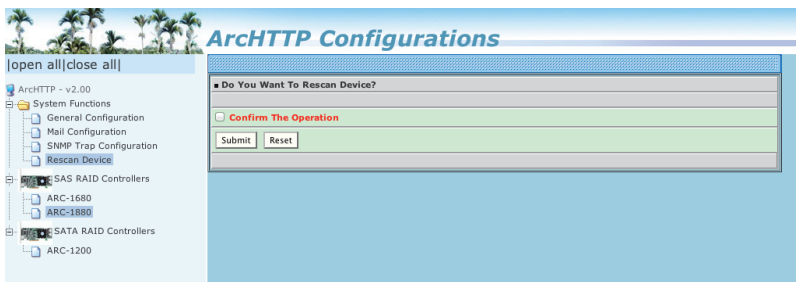 ArcHTTP Configurations
|open all|close all|
ArcHTTP - v2.00
System Functions
General Configuration
Mail Configuration
SNMP Trap Configuration
Rescan Device
SAS RAID Controllers
ARC-1680
ARC-1880
SATA RAID Controllers
ARC-1200
Do You Want To Rescan Device?
Confirm The Operation
Submit Reset